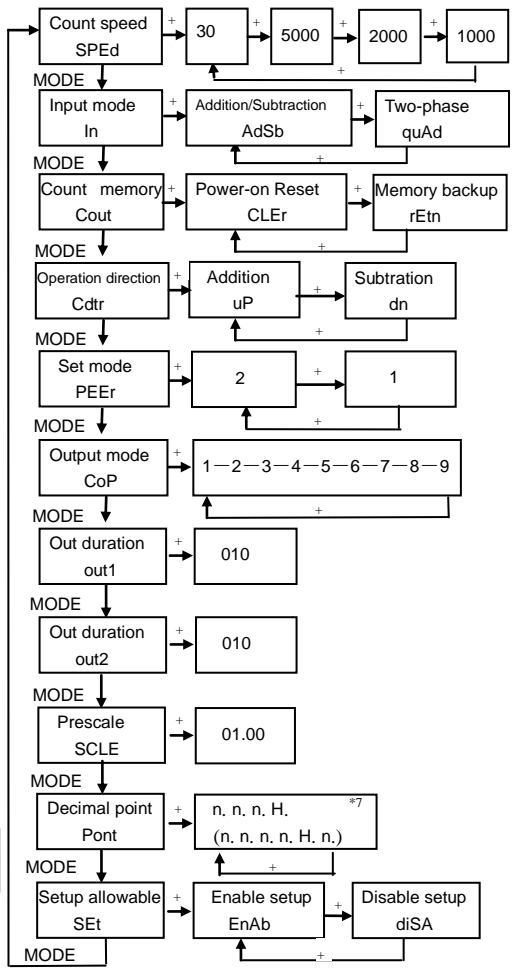 Count speed
SPEd
+
30
+
5000
+
2000
+
1000
+
MODE
Input mode
In
+
Addition/Subtraction
AdSb
+
Two-phase
quAd
+
MODE
Count memory
Cout
+
Power-on Reset
CLEr
+
Memory backup
rEtn
+
MODE
Operation direction
Cdtr
+
Addition
uP
+
Subtration
dn
+
MODE
Set mode
PEEr
+
2
+
1
+
MODE
Output mode
CoP
+
1－2－3－4－5－6－7－8－9
+
MODE
Out duration
out1
+
010
MODE
Out duration
out2
+
010
MODE
Prescale
SCLE
+
01.00
MODE
Decimal point
Pont
+
n. n. n. H. *7
(n. n. n. n. H. n.)
+
MODE
Setup allowable
SEt
+
Enable setup
EnAb
+
Disable setup
diSA
+
MODE